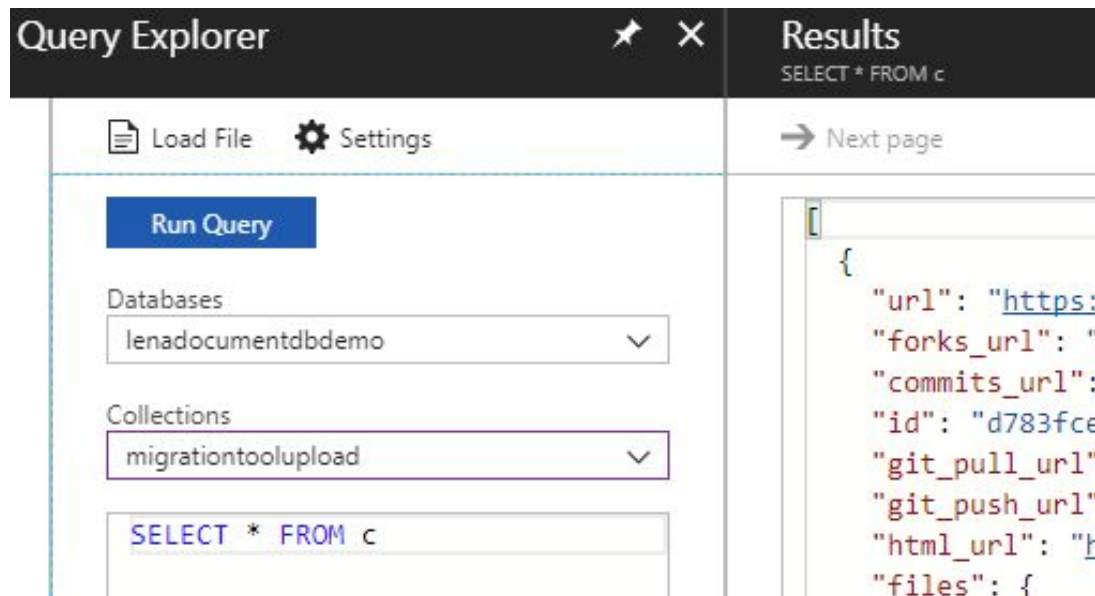 Query Explorer
Load File
Settings
Run Query
Databases
lenadocumentdbdemo
Collections
migrationtoolupload
SELECT * FROM c
Results
SELECT * FROM c
Next page
[
{
"url": "https:
"forks_url": "
"commits_url":
"id": "d783fce
"git_pull_url"
"git_push_url"
"html_url": "h
"files": {